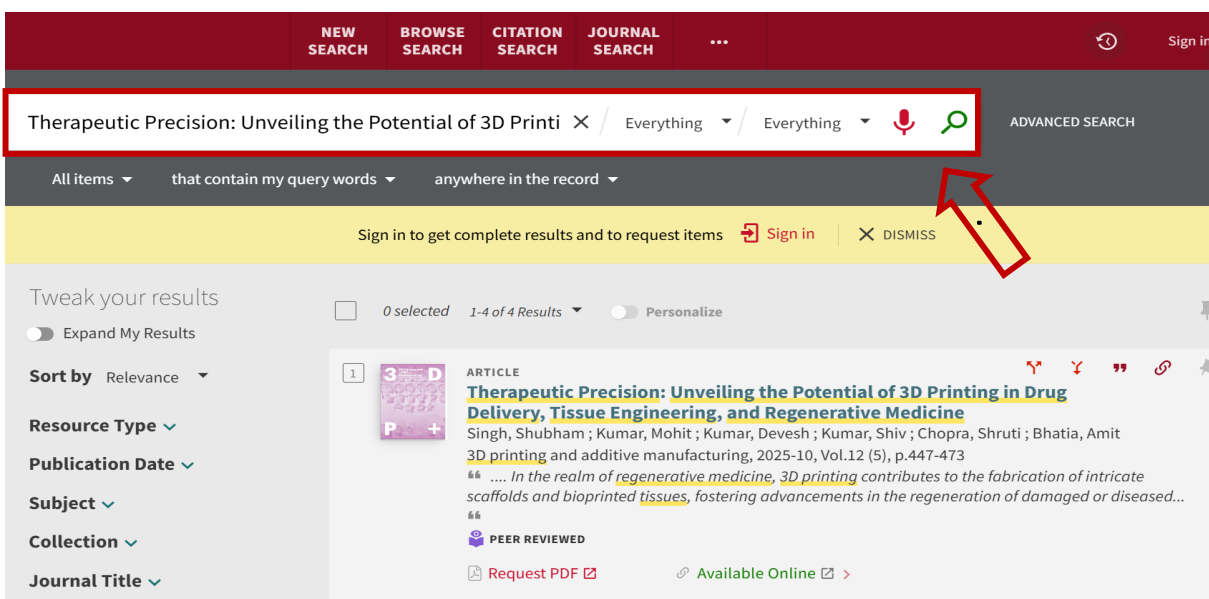 NEW SEARCH
BROWSE SEARCH
CITATION SEARCH
JOURNAL SEARCH
...
Sign in
Therapeutic Precision: Unveiling the Potential of 3D Printi
Everything
Everything
ADVANCED SEARCH
All items
that contain my query words
anywhere in the record
Sign in to get complete results and to request items
Sign in
DISMISS
Tweak your results
Expand My Results
Sort by Relevance
Resource Type
Publication Date
Subject
Collection
Journal Title
0 selected
1-4 of 4 Results
Personalize
1
3 D
P +
ARTICLE
Therapeutic Precision: Unveiling the Potential of 3D Printing in Drug
Delivery, Tissue Engineering, and Regenerative Medicine
Singh, Shubham ; Kumar, Mohit ; Kumar, Devesh ; Kumar, Shiv ; Chopra, Shruti ; Bhatia, Amit
3D printing and additive manufacturing, 2025-10, Vol.12 (5), p.447-473
.... In the realm of regenerative medicine, 3D printing contributes to the fabrication of intricate
scaffolds and bioprinted tissues, fostering advancements in the regeneration of damaged or diseased...
PEER REVIEWED
Request PDF
Available Online